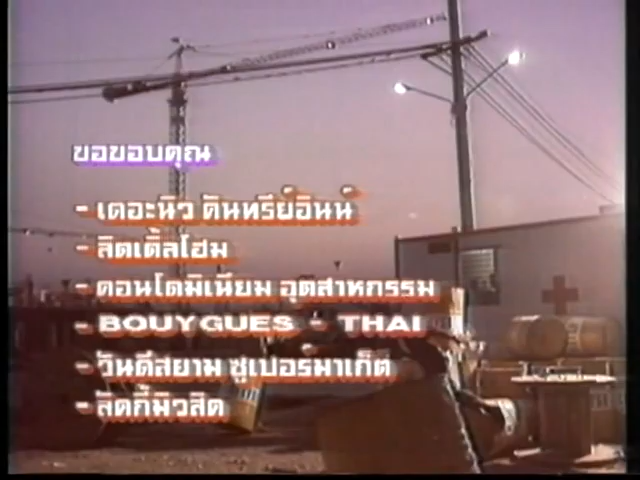 ขอขอบคุณ
- เดอะนิว คันทรีย์อินน์
- ลิตเติ้ลโฮม
- คอนโดมิเนียม อุตสาหกรรม
- BOUYGUES - THAI
- วันดีสยาม ซูเปอร์มาเก็ต
- ลัคกี้มิวสิค